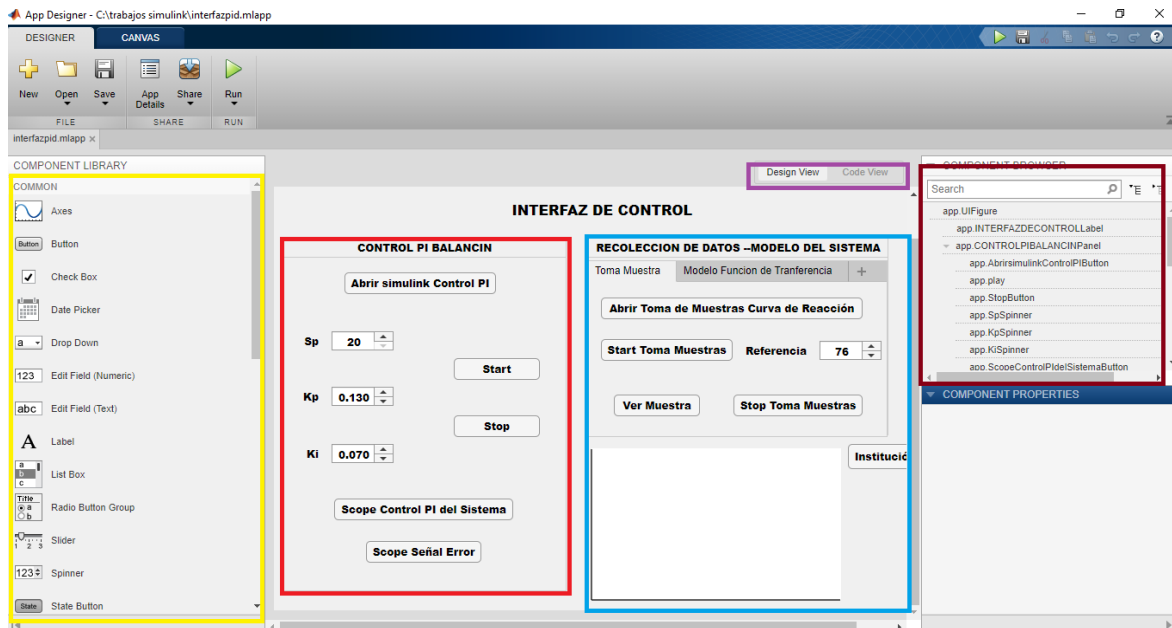 App Designer - C:\trabajos simulink\interfazpid.mlapp
DESIGNER CANVAS
New Open Save App Details Share Run
FILE SHARE RUN
interfazpid.mlapp ×
COMPONENT LIBRARY
COMMON
Axes
Button Button
Check Box
Date Picker
a Drop Down
123 Edit Field (Numeric)
abc Edit Field (Text)
A Label
a b c List Box
Title a b Radio Button Group
1 2 3 Slider
123 Spinner
State State Button
Design View Code View
INTERFAZ DE CONTROL
CONTROL PI BALANCIN
Abrir simulink Control PI
Sp 20
Start
Kp 0.130
Stop
Ki 0.070
Scope Control PI del Sistema
Scope Señal Error
RECOLECCION DE DATOS --MODELO DEL SISTEMA
Toma Muestra Modelo Funcion de Tranferencia +
Abrir Toma de Muestras Curva de Reacción
Start Toma Muestras Referencia 76
Ver Muestra Stop Toma Muestras
Institució
COMPONENT BROWSER
Search
app.UIFigure
app.INTERFAZDECONTROLLabel
app.CONTROLPIBALANCINPanel
app.AbrirsimulinkControlPIButton
app.play
app.StopButton
app.SpSpinner
app.KpSpinner
app.KiSpinner
app.ScopeControlPIdelSistemaButton
COMPONENT PROPERTIES